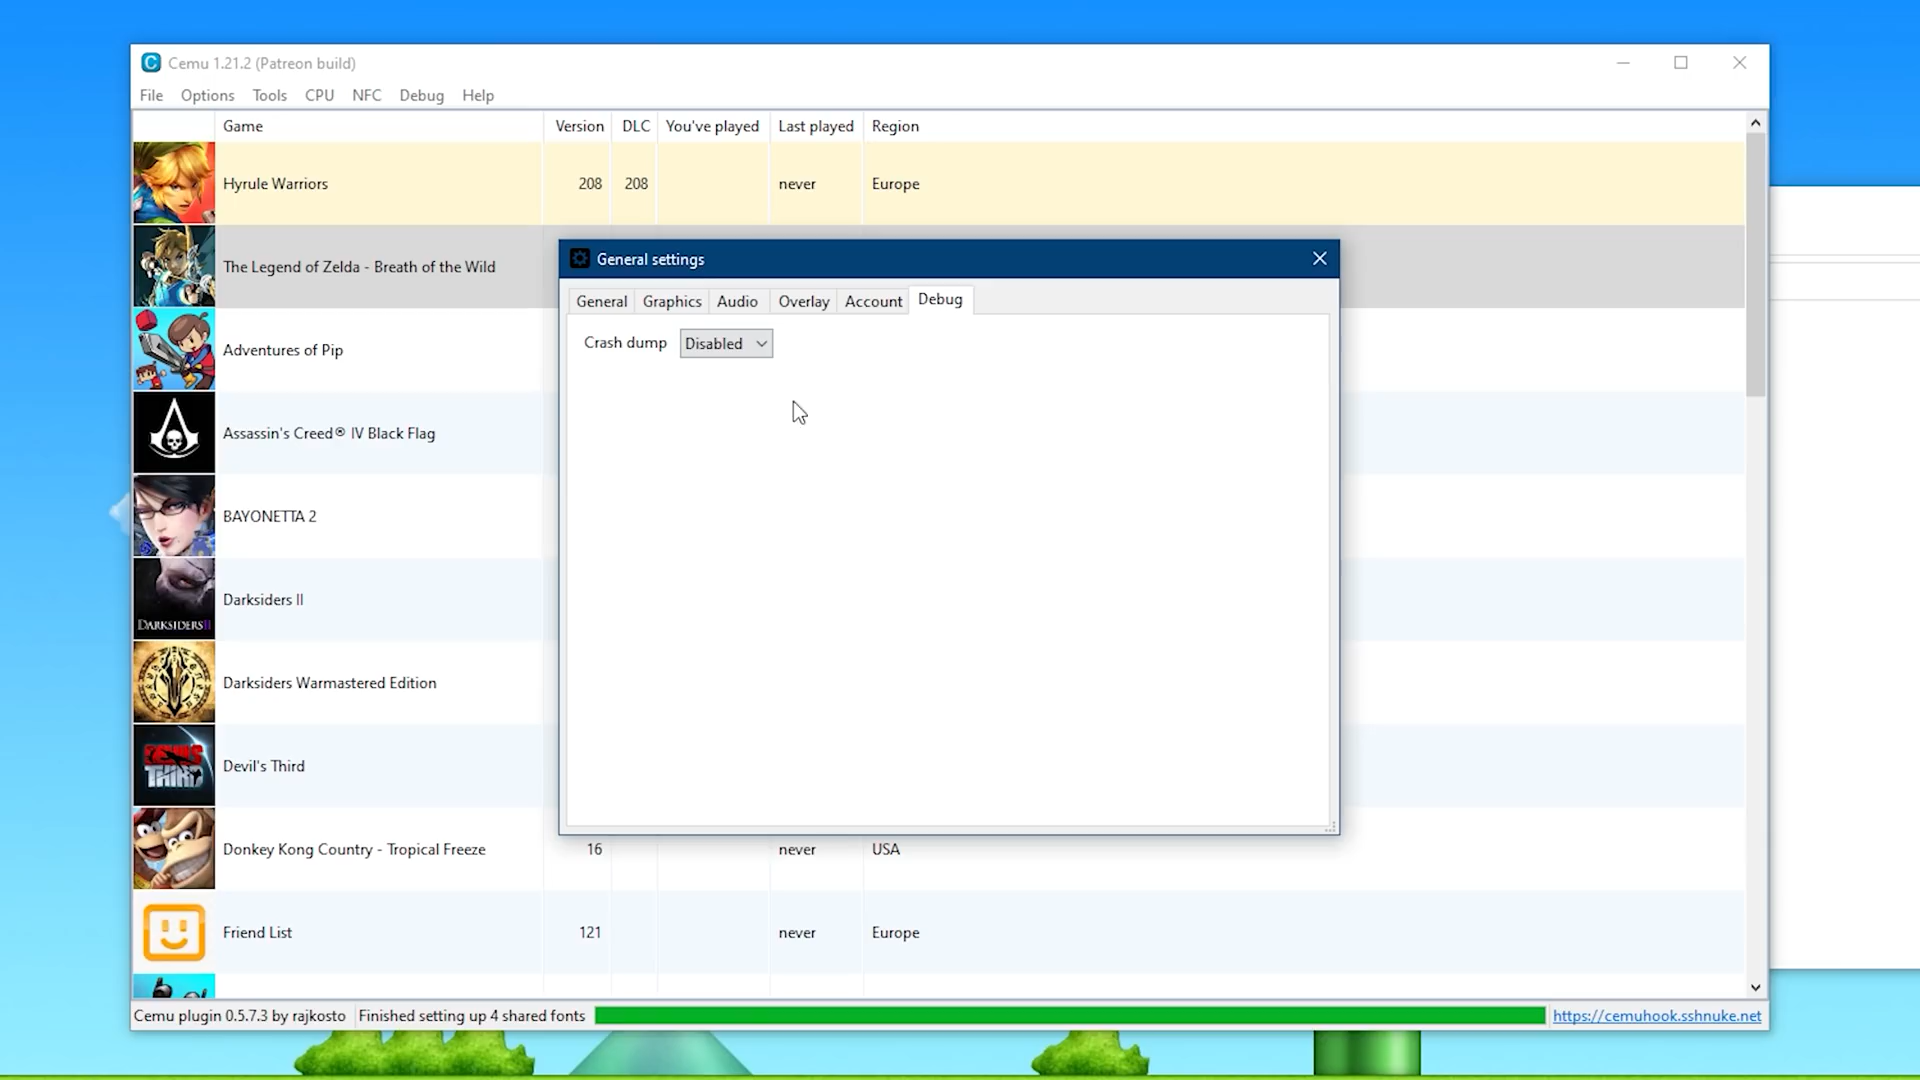 Cemu 1.21.2 (Patreon build)
File Options Tools CPU NFC Debug Help
Game Version DLC You've played Last played Region
Hyrule Warriors 208 208 never Europe
The Legend of Zelda - Breath of the Wild
General settings
General Graphics Audio Overlay Account Debug
Crash dump Disabled
Adventures of Pip
Assassin's Creed® IV Black Flag
BAYONETTA 2
Darksiders II
DARKSIDERS II
Darksiders Warmastered Edition
Devil's Third
DEVIL'S THIRD
Donkey Kong Country - Tropical Freeze 16 never USA
Friend List 121 never Europe
Cemu plugin 0.5.7.3 by rajkosto Finished setting up 4 shared fonts https://cemuhook.sshnuke.net